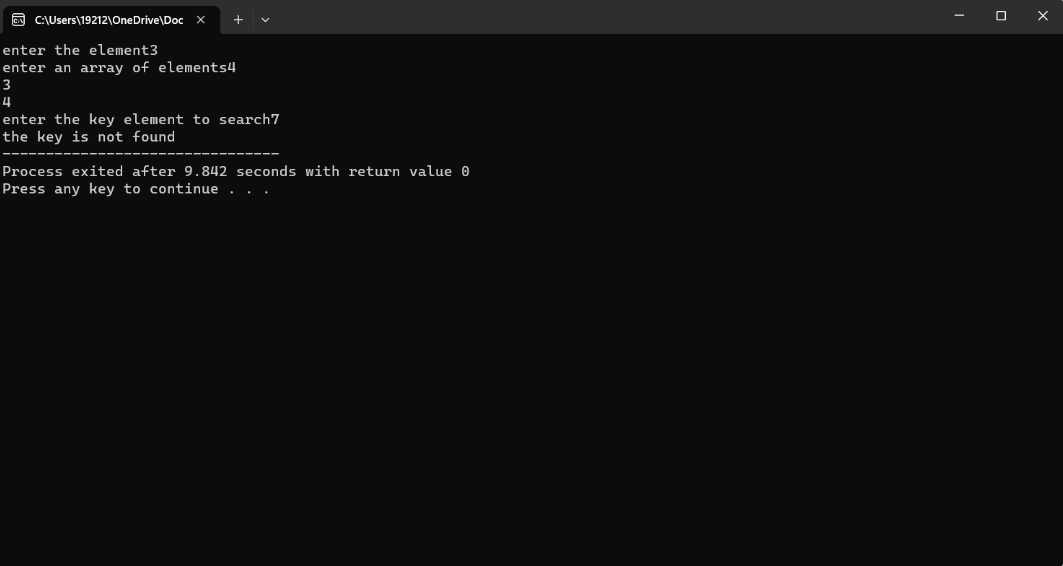 C:\Users\19212\OneDrive\Doc
enter the element3
enter an array of elements4
3
4
enter the key element to search7
the key is not found
--------------------------------
Process exited after 9.842 seconds with return value 0
Press any key to continue . . .